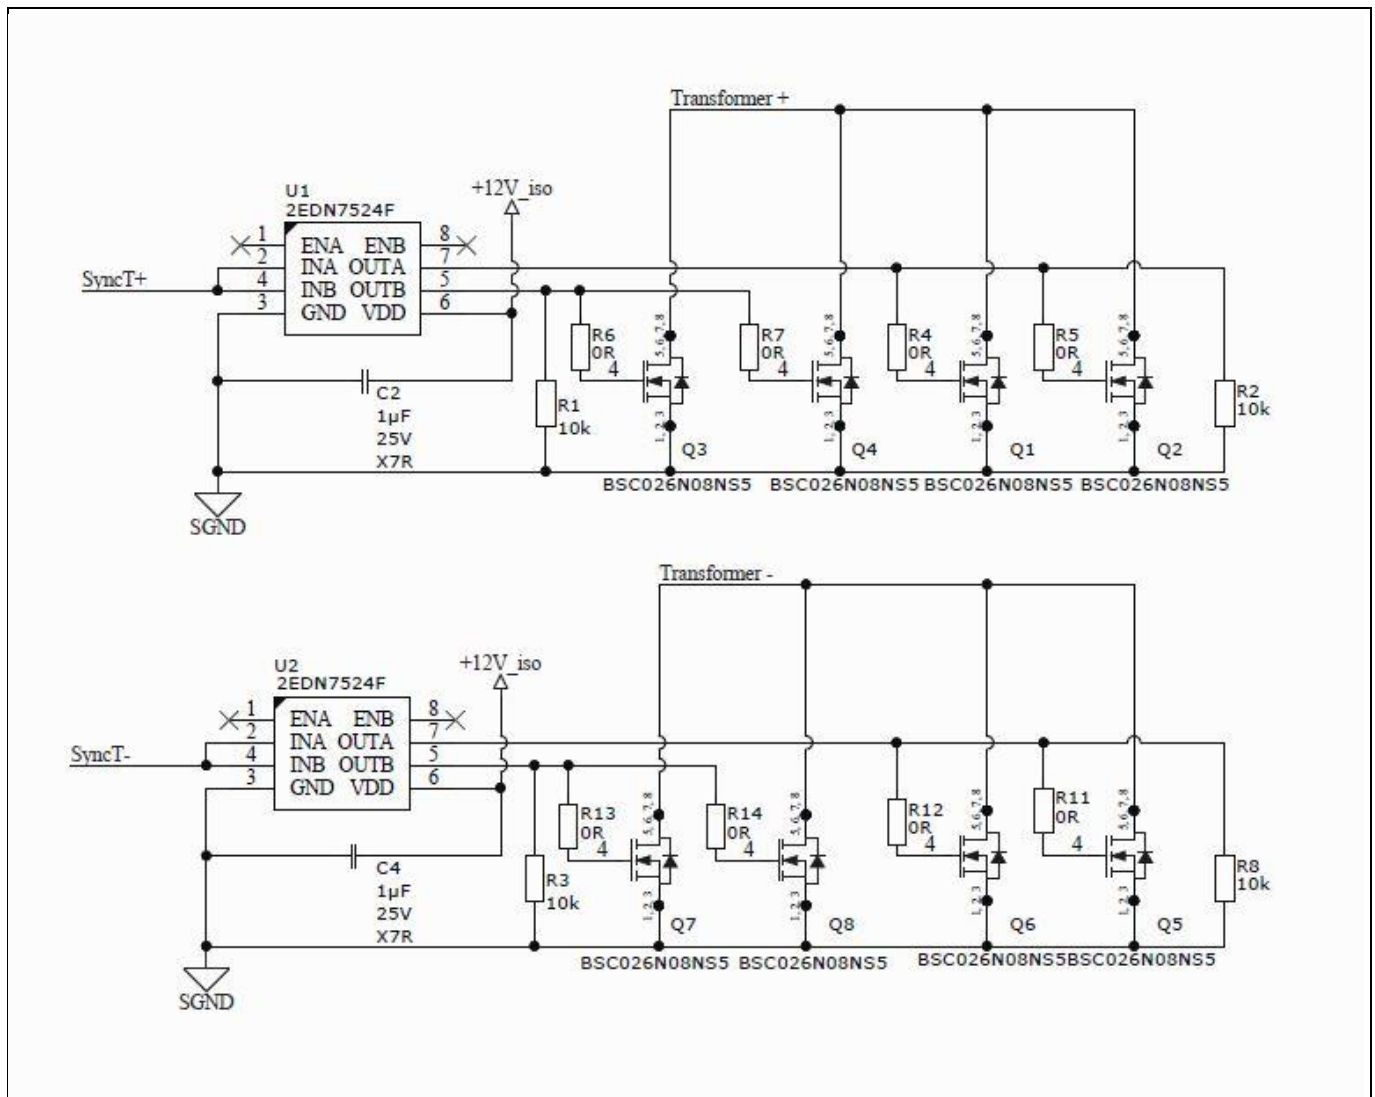 Transformer +
+12V_iso
U1
2EDN7524F
1 ENA ENB 8
2 INA OUTA 7
SyncT+
4 INB OUTB 5
3 GND VDD 6
5,6,7,8 5,6,7,8 5,6,7,8 5,6,7,8
R6 R7 R4 R5
0R 0R 0R 0R
4 4 4 4
C2
1µF
25V
X7R
R1
10k
R2
10k
1,2,3 1,2,3 1,2,3 1,2,3
Q3 Q4 Q1 Q2
BSC026N08NS5 BSC026N08NS5 BSC026N08NS5 BSC026N08NS5
SGND
Transformer -
+12V_iso
U2
2EDN7524F
1 ENA ENB 8
2 INA OUTA 7
SyncT-
4 INB OUTB 5
3 GND VDD 6
5,6,7,8 5,6,7,8 5,6,7,8 5,6,7,8
R13 R14 R12 R11
0R 0R 0R 0R
4 4 4 4
C4
1µF
25V
X7R
R3
10k
R8
10k
1,2,3 1,2,3 1,2,3 1,2,3
Q7 Q8 Q6 Q5
BSC026N08NS5 BSC026N08NS5 BSC026N08NS5 BSC026N08NS5
SGND